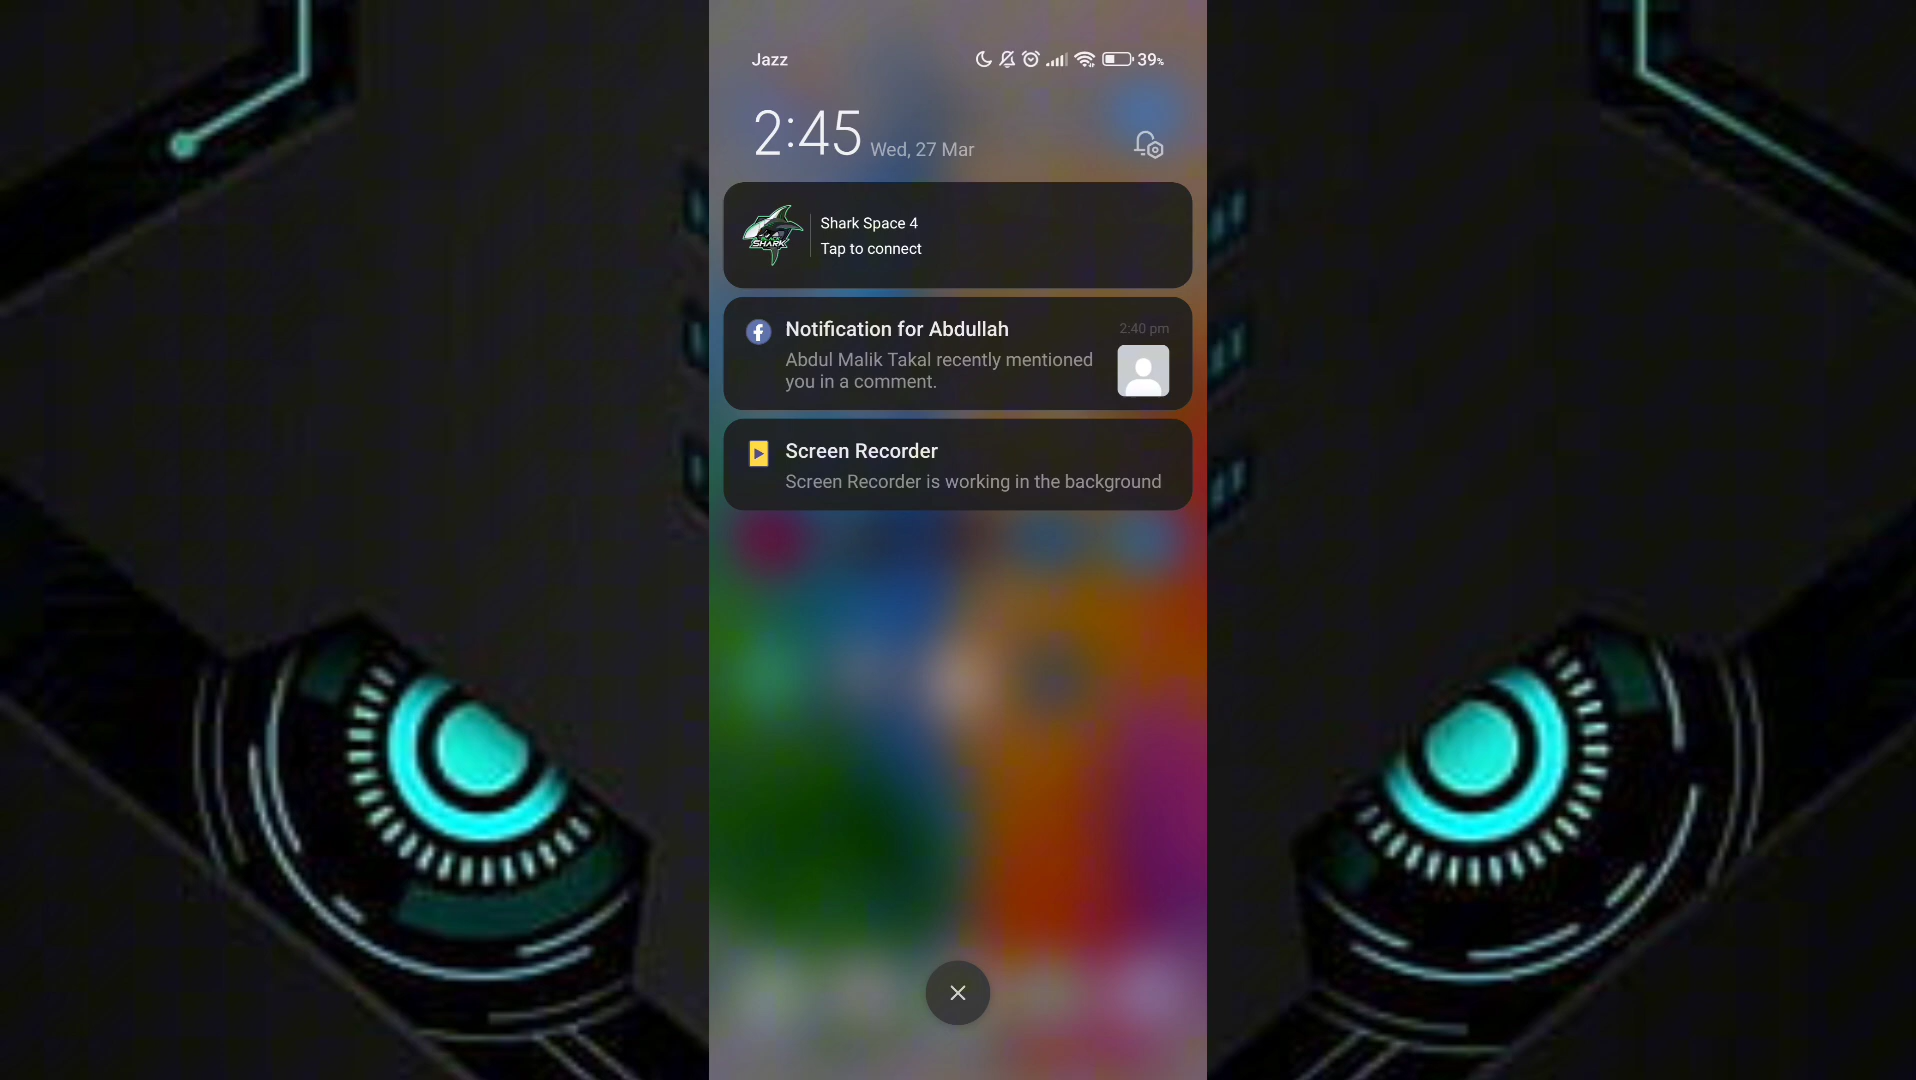 Jazz
39%
2:45 Wed, 27 Mar
SHARK
Shark Space 4
Tap to connect
Notification for Abdullah
2:40 pm
Abdul Malik Takal recently mentioned
you in a comment.
Screen Recorder
Screen Recorder is working in the background